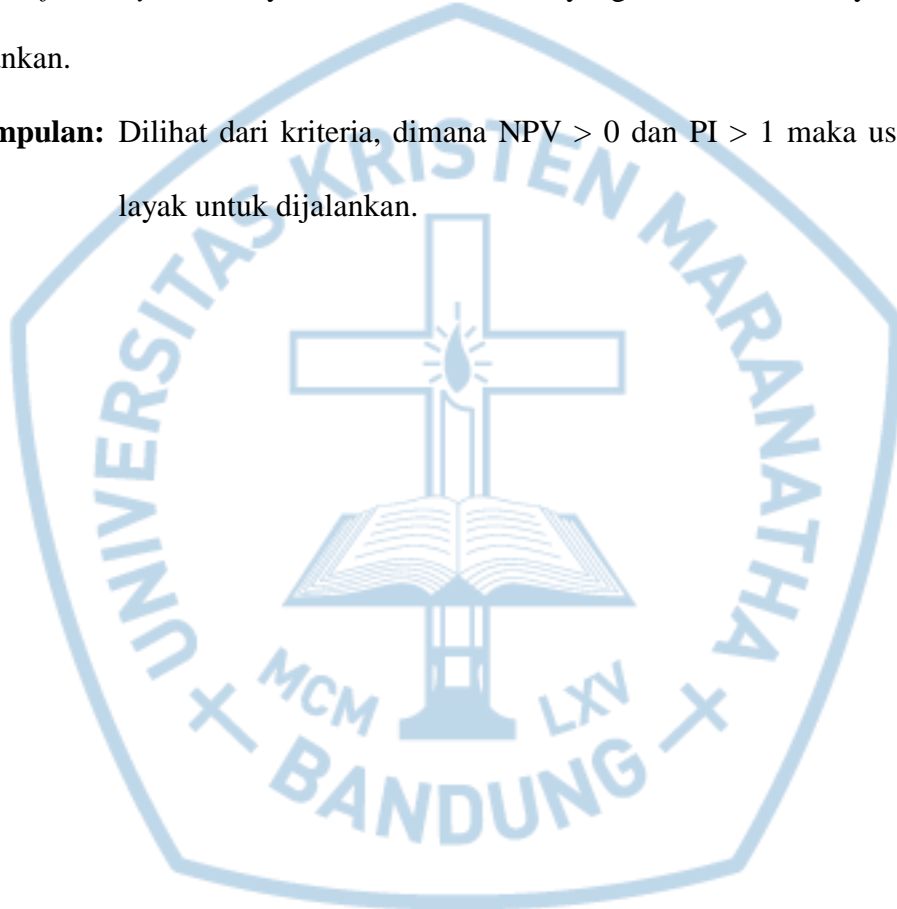 ankan.
mpulan: Dilihat dari kriteria, dimana NPV > 0 dan PI > 1 maka us
layak untuk dijalankan.
UNIVERSITAS KRISTEN MARANATHA
MCM LXV
BANDUNG